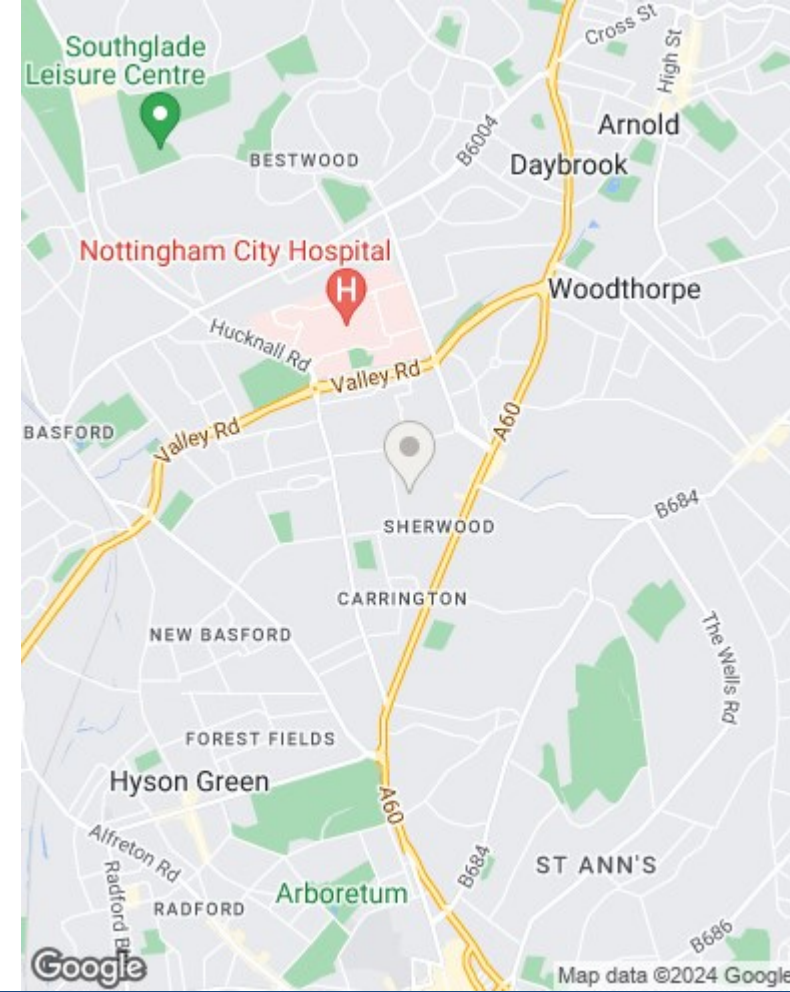 Cross St
High St
Southglade
Leisure Centre
Arnold
B6004
BESTWOOD
Daybrook
Nottingham City Hospital
H
Woodthorpe
Hucknall Rd
Valley Rd
A60
BASFORD
Valley Rd
B684
SHERWOOD
CARRINGTON
NEW BASFORD
The Wells Rd
FOREST FIELDS
Hyson Green
A60
Alfreton Rd
B684
ST ANN'S
Radford B
Arboretum
RADFORD
B686
Google
Map data ©2024 Google